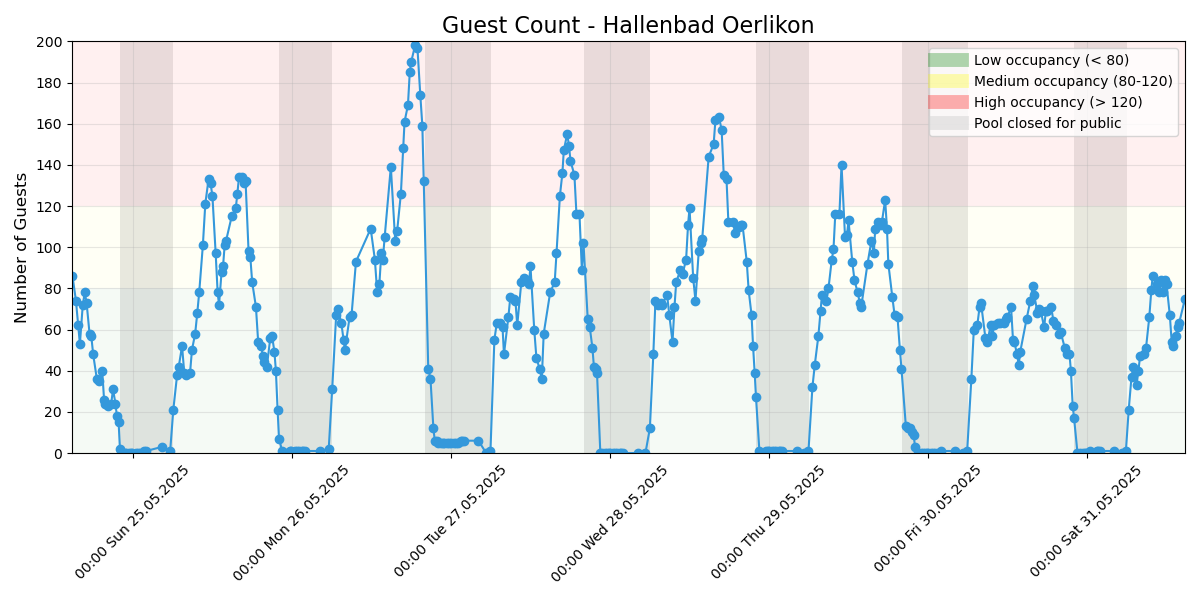 Guest Count - Hallenbad Oerlikon
Number of Guests
200
180
160
140
120
100
80
60
40
20
0
Low occupancy (< 80)
Medium occupancy (80-120)
High occupancy (> 120)
Pool closed for public
00:00 Sun 25.05.2025
00:00 Mon 26.05.2025
00:00 Tue 27.05.2025
00:00 Wed 28.05.2025
00:00 Thu 29.05.2025
00:00 Fri 30.05.2025
00:00 Sat 31.05.2025